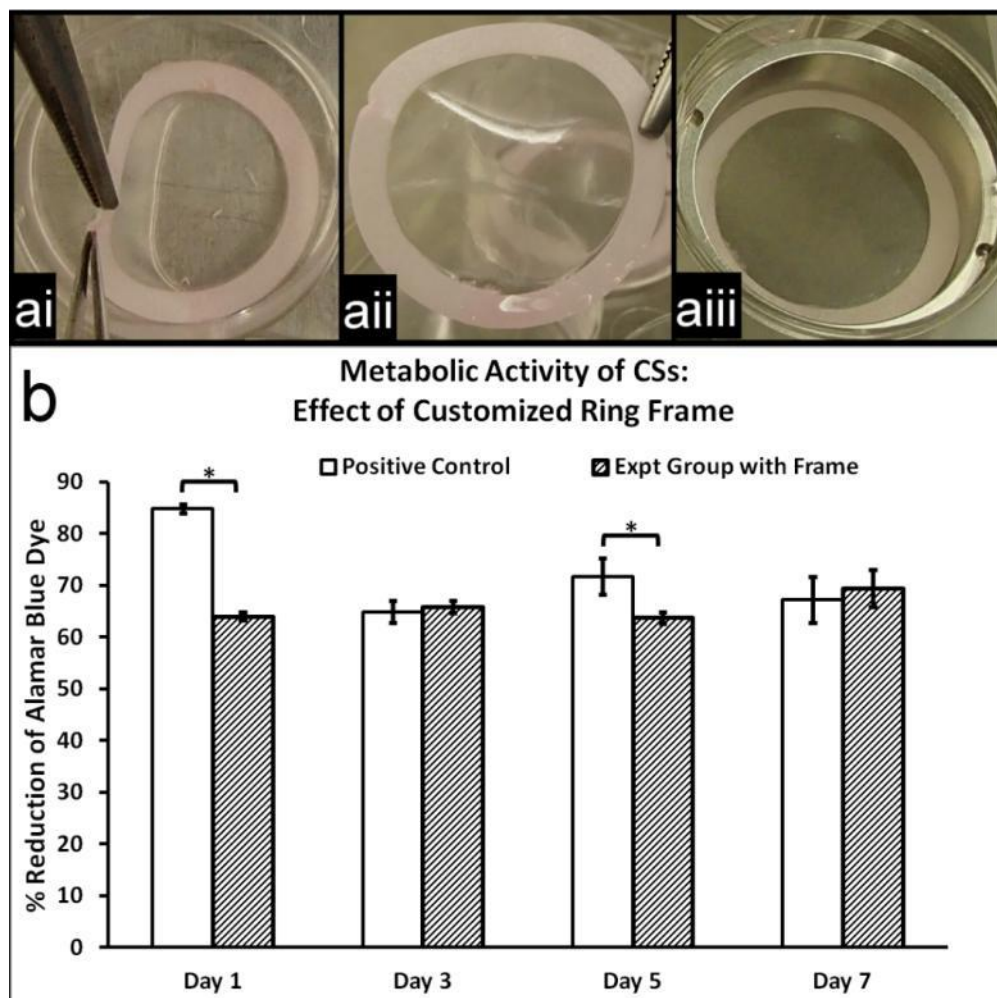 ai
aii
aiii
b
Metabolic Activity of CSs:
Effect of Customized Ring Frame
Positive Control
Expt Group with Frame
% Reduction of Alamar Blue Dye
90
80
70
60
50
40
30
20
10
0
*
*
Day 1
Day 3
Day 5
Day 7